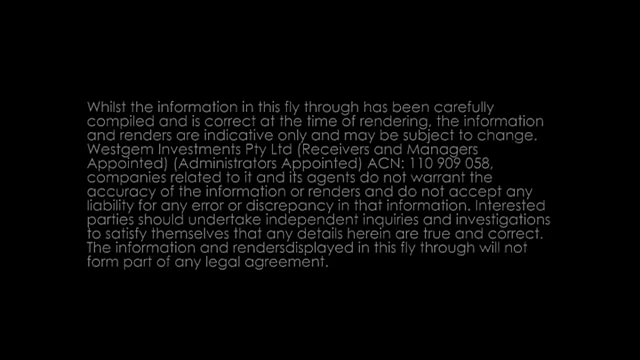 Whilst the information in this fly through has been carefully
compiled and is correct at the time of rendering, the information
and renders are indicative only and may be subject to change.
Westgem Investments Pty Ltd (Receivers and Managers
Appointed) (Administrators Appointed) ACN: 110 909 058,
companies related to it and its agents do not warrant the
accuracy of the information or renders and do not accept any
liability for any error or discrepancy in that information. Interested
parties should undertake independent inquiries and investigations
to satisfy themselves that any details herein are true and correct.
The information and rendersdisplayed in this fly through will not
form part of any legal agreement.